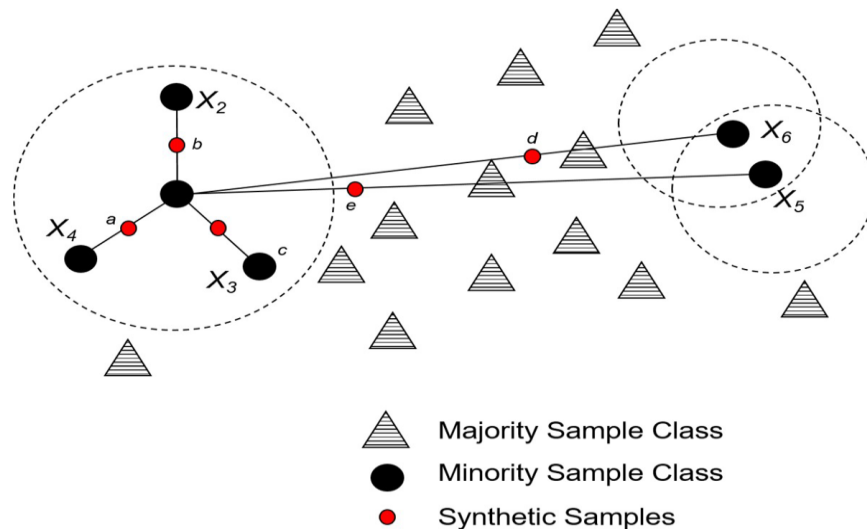 X2
b
d
X6
e
X5
a
X4
X3
c
Majority Sample Class
Minority Sample Class
Synthetic Samples